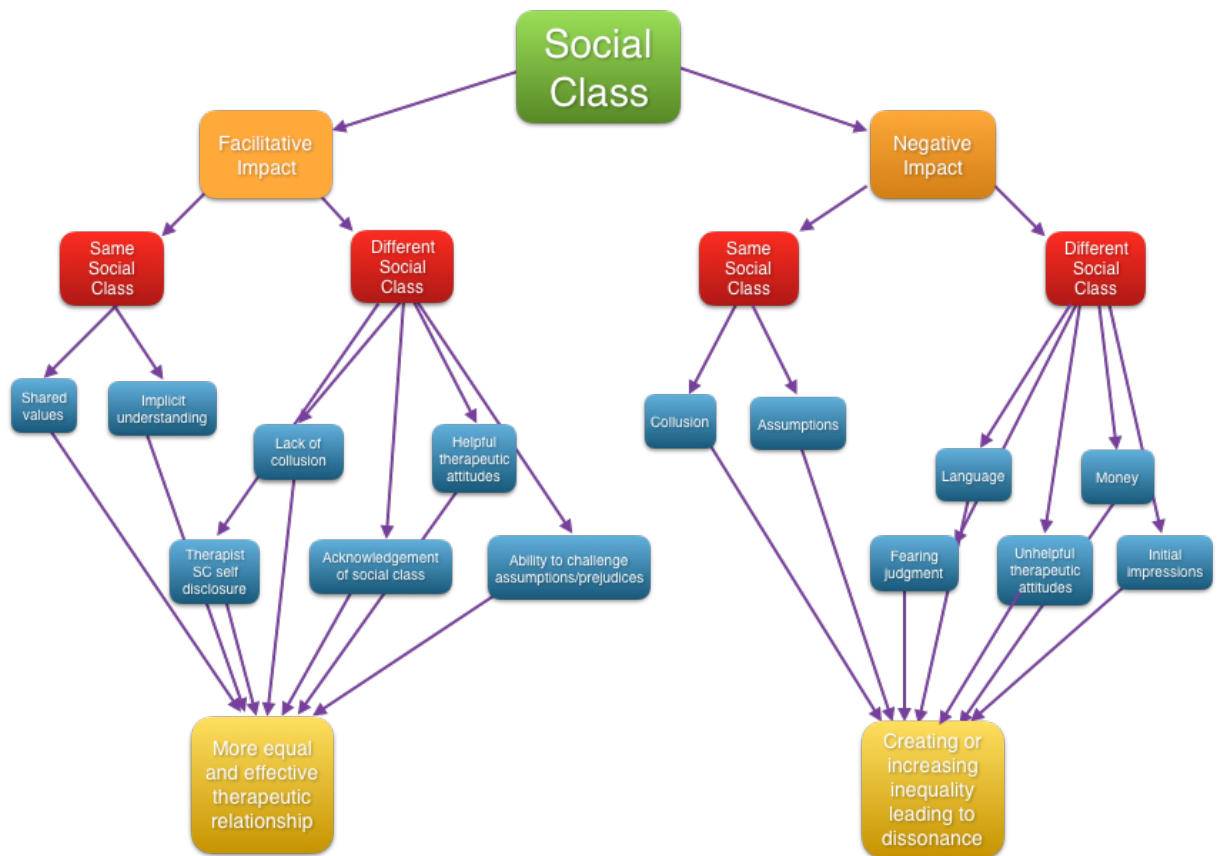 Social
Class
Facilitative
Impact
Negative
Impact
Same
Social
Class
Different
Social
Class
Same
Social
Class
Different
Social
Class
Shared
values
Implicit
understanding
Lack of
collusion
Helpful
therapeutic
attitudes
Collusion
Assumptions
Language
Money
Therapist
SC self
disclosure
Acknowledgement
of social class
Ability to challenge
assumptions/prejudices
Fearing
judgment
Unhelpful
therapeutic
attitudes
Initial
impressions
More equal
and effective
therapeutic
relationship
Creating or
increasing
inequality
leading to
dissonance